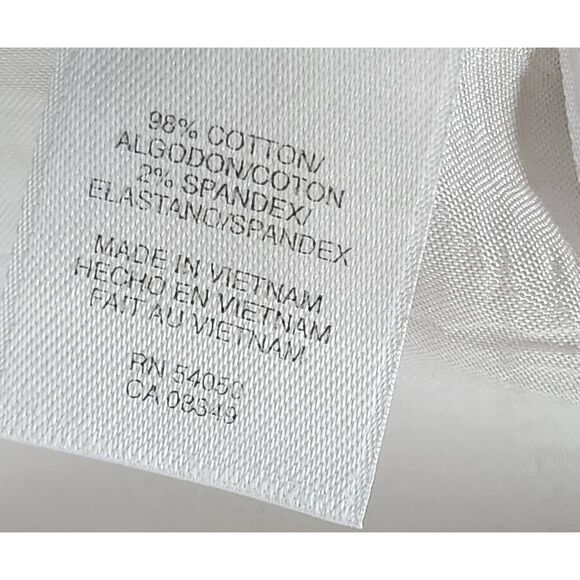 98% COTTON/
ALGODON/COTON
2% SPANDEX/
ELASTANO/SPANDEX
MADE IN VIETNAM
HECHO EN VIETNAM
FAIT AU VIETNAM
RN 54050
CA 08349